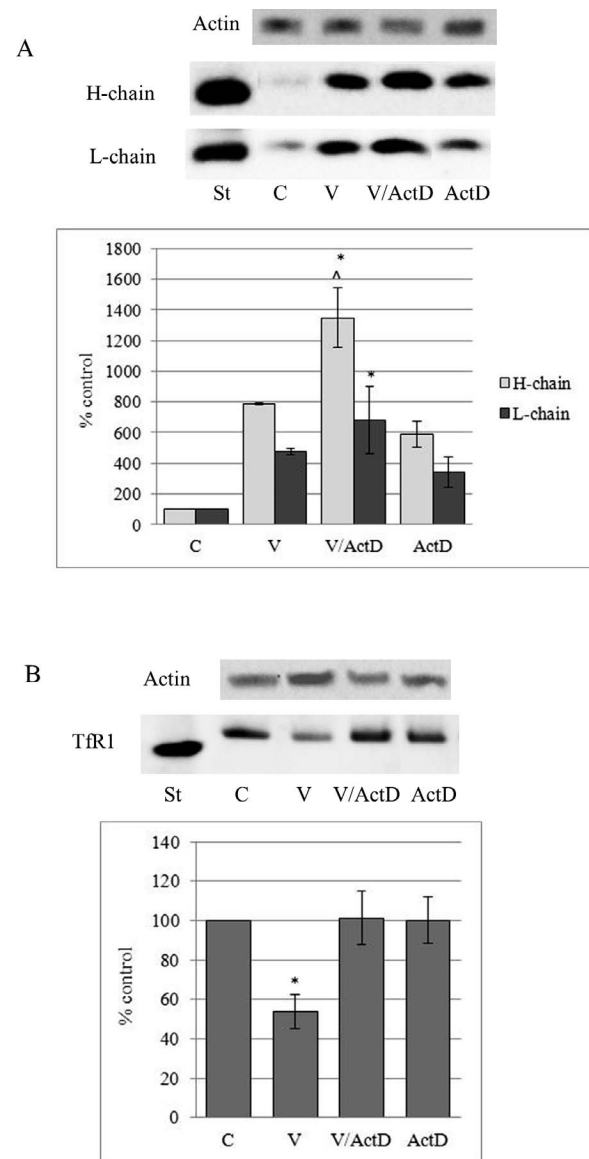 Actin
A
H-chain
L-chain
St C V V/ActD ActD
1800
1600
1400
1200
1000
800
600
400
200
0
% control
*
^
*
H-chain
L-chain
C V V/ActD ActD
B
Actin
TfR1
St C V V/ActD ActD
140
120
100
80
60
40
20
0
% control
*
C V V/ActD ActD